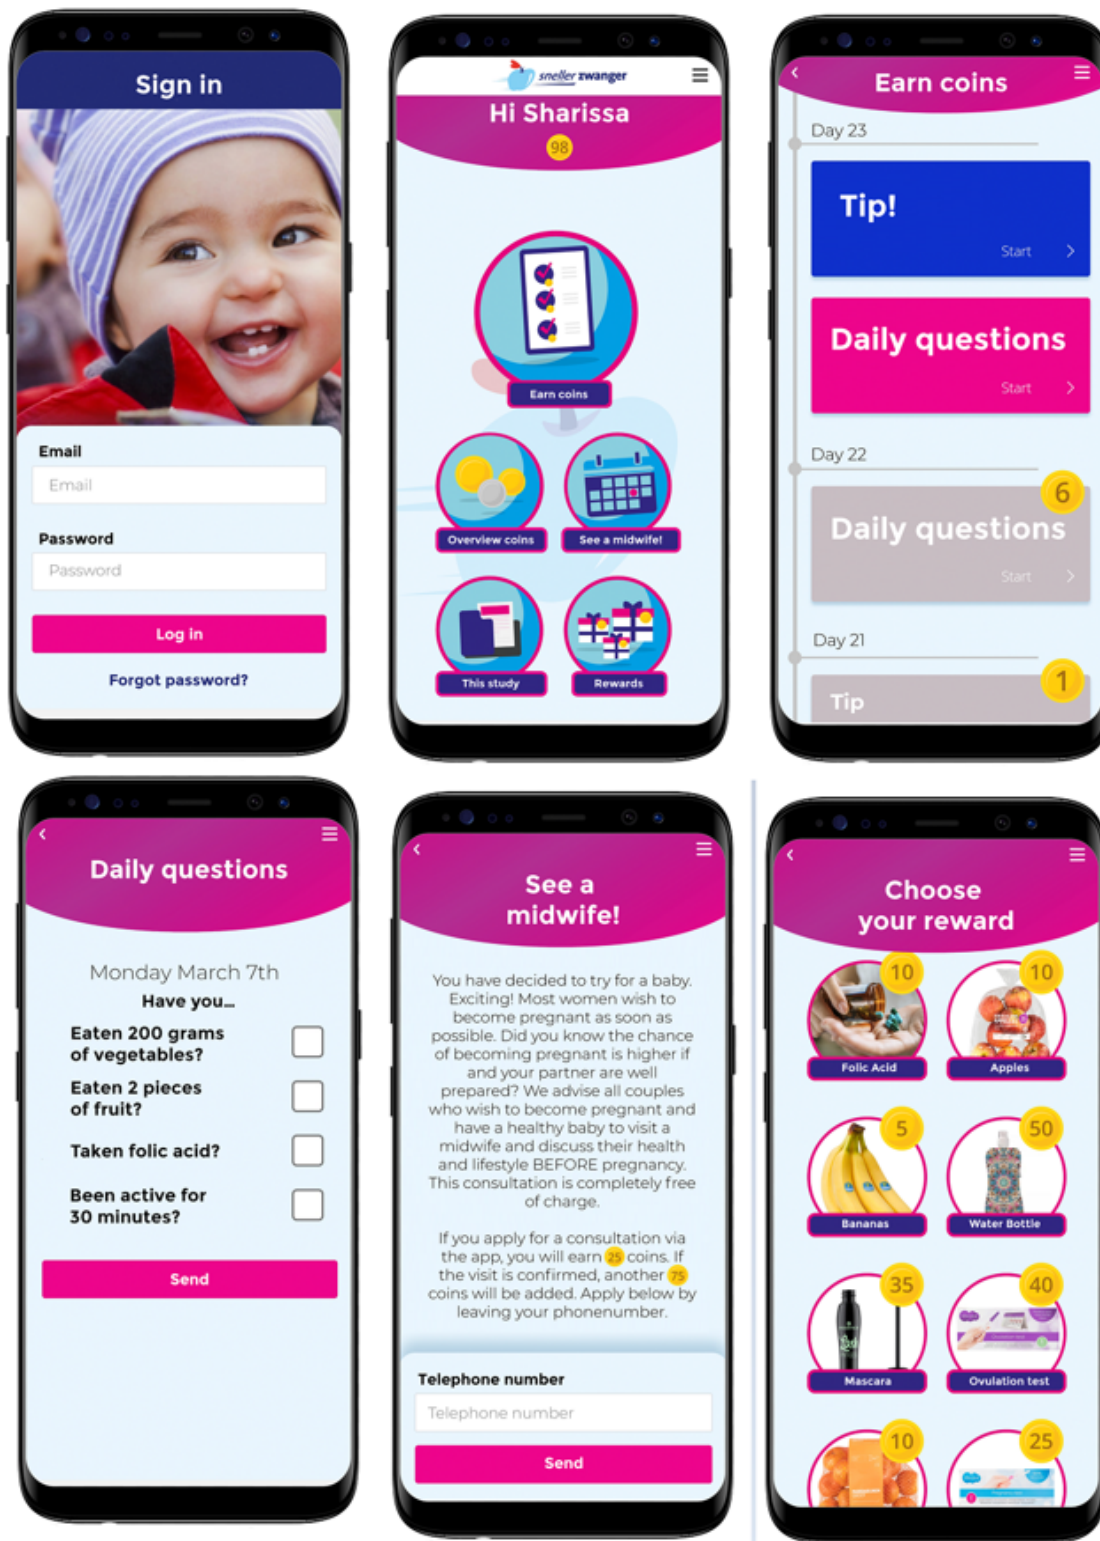 Sign in
Email
Email
Password
Password
Log in
Forgot password?
sneller zwanger
Hi Sharissa
98
Earn coins
Overview coins
See a midwife!
This study
Rewards
Earn coins
Day 23
Tip!
Start
Daily questions
Start
Day 22
6
Daily questions
Start
Day 21
1
Tip
Daily questions
Monday March 7th
Have you...
Eaten 200 grams
of vegetables?
Eaten 2 pieces
of fruit?
Taken folic acid?
Been active for
30 minutes?
Send
See a
midwife!
You have decided to try for a baby.
Exciting! Most women wish to
become pregnant as soon as
possible. Did you know the chance
of becoming pregnant is higher if
and your partner are well
prepared? We advise all couples
who wish to become pregnant and
have a healthy baby to visit a
midwife and discuss their health
and lifestyle BEFORE pregnancy.
This consultation is completely free
of charge.
If you apply for a consultation via
the app, you will earn 25 coins. If
the visit is confirmed, another 75
coins will be added. Apply below by
leaving your phonenumber.
Telephone number
Telephone number
Send
Choose
your reward
10
Folic Acid
10
Apples
5
Bananas
50
Water Bottle
35
Lash
Mascara
40
Ovulation test
10
25